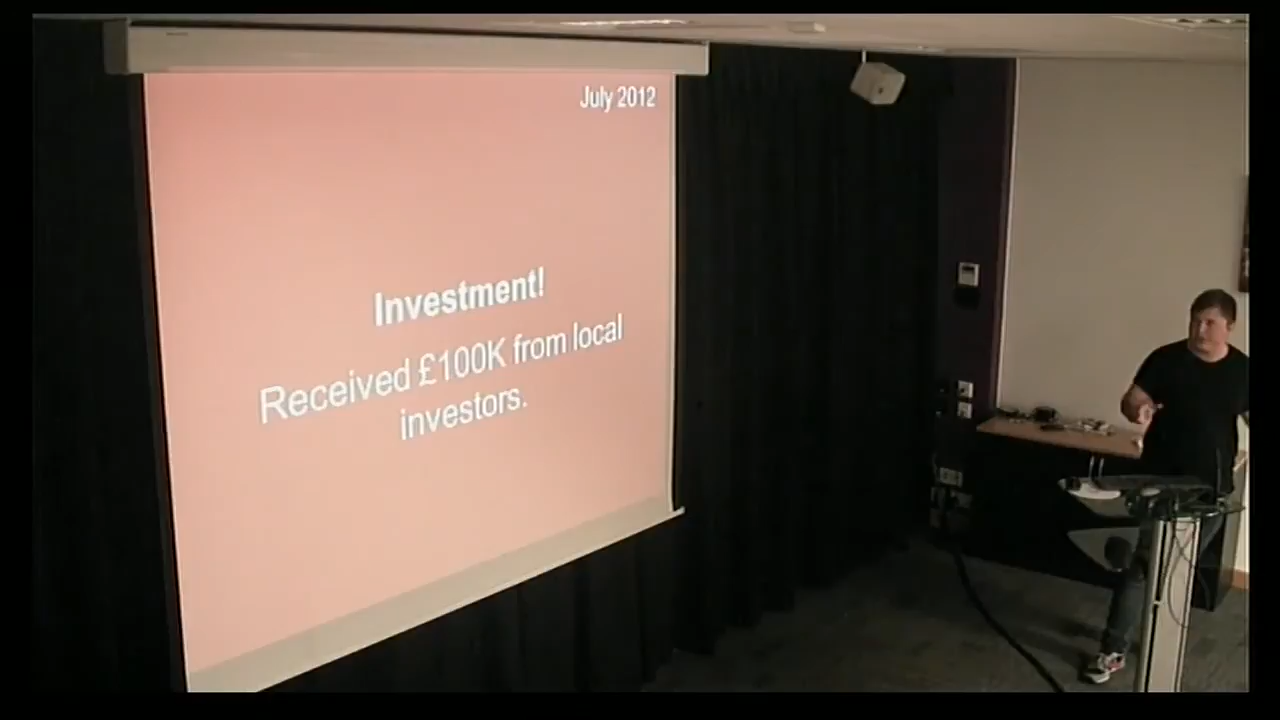 July 2012
Investment!
Received £100K from local
investors.